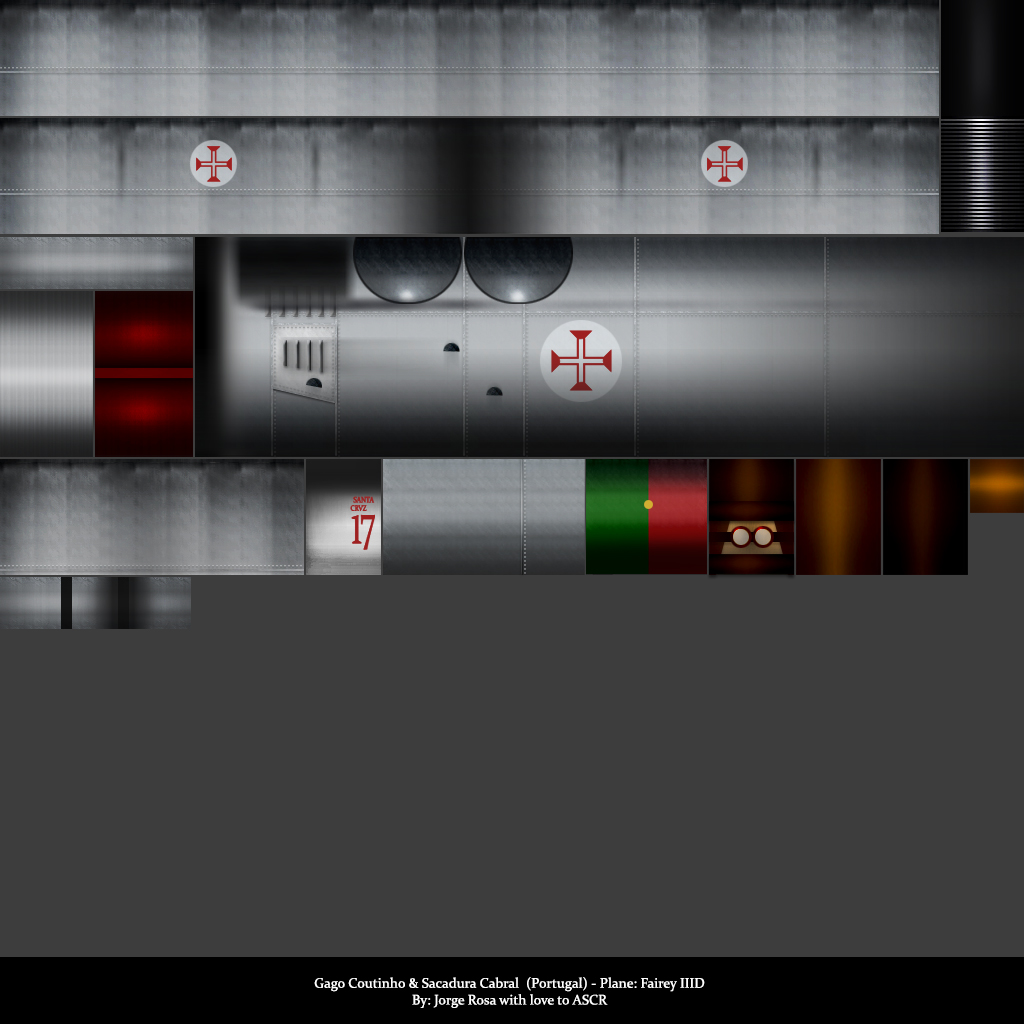 SANTA
CRVZ
17
Gago Coutinho & Sacadura Cabral (Portugal) - Plane: Fairey IIID
By: Jorge Rosa with love to ASCR